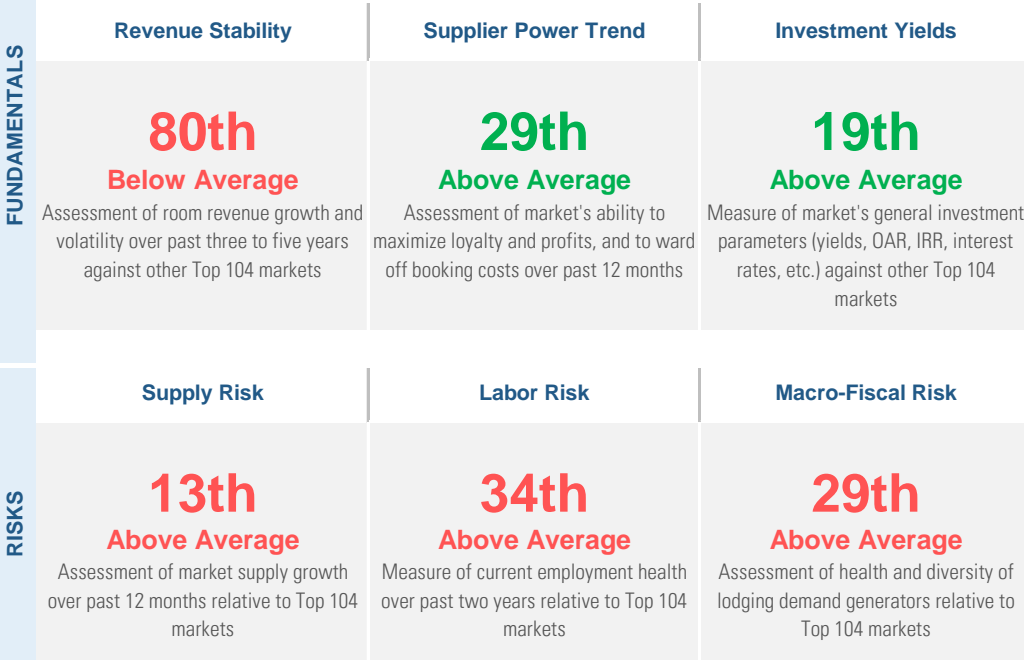 FUNDAMENTALS
Revenue Stability
80th
Below Average
Assessment of room revenue growth and
volatility over past three to five years
against other Top 104 markets
Supplier Power Trend
29th
Above Average
Assessment of market's ability to
maximize loyalty and profits, and to ward
off booking costs over past 12 months
Investment Yields
19th
Above Average
Measure of market's general investment
parameters (yields, OAR, IRR, interest
rates, etc.) against other Top 104
markets
RISKS
Supply Risk
13th
Above Average
Assessment of market supply growth
over past 12 months relative to Top 104
markets
Labor Risk
34th
Above Average
Measure of current employment health
over past two years relative to Top 104
markets
Macro-Fiscal Risk
29th
Above Average
Assessment of health and diversity of
lodging demand generators relative to
Top 104 markets